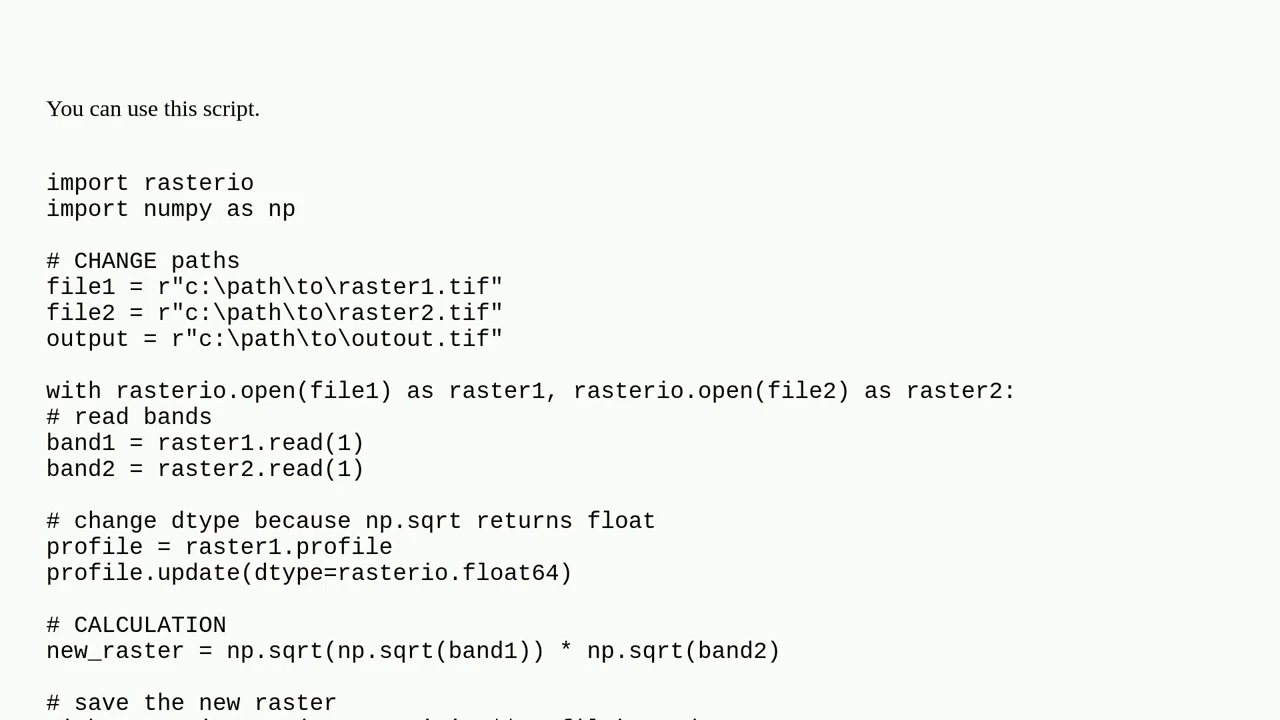 You can use this script.
import rasterio
import numpy as np
# CHANGE paths
file1 = r"c:\path\to\raster1.tif"
file2 = r"c:\path\to\raster2.tif"
output = r"c:\path\to\outout.tif"
with rasterio.open(file1) as raster1, rasterio.open(file2) as raster2:
# read bands
band1 = raster1.read(1)
band2 = raster2.read(1)
# change dtype because np.sqrt returns float
profile = raster1.profile
profile.update(dtype=rasterio.float64)
# CALCULATION
new_raster = np.sqrt(np.sqrt(band1)) * np.sqrt(band2)
# save the new raster